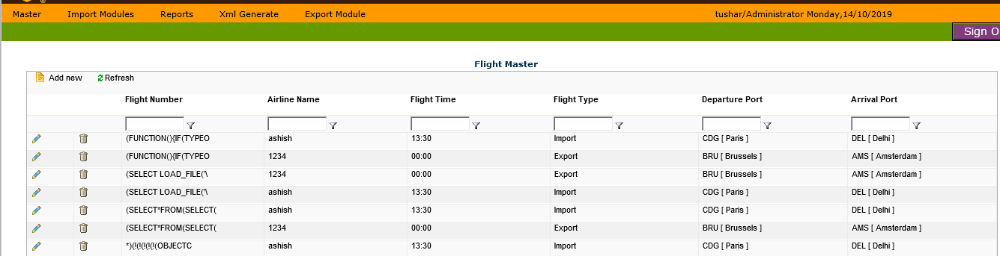 ®
Master Import Modules Reports Xml Generate Export Module tushar/Administrator Monday,14/10/2019
Sign O
Flight Master
Add new Refresh
Flight Number Airline Name Flight Time Flight Type Departure Port Arrival Port
(FUNCTION(){IF(TYPEO ashish 13:30 Import CDG [ Paris ] DEL [ Delhi ]
(FUNCTION(){IF(TYPEO 1234 00:00 Export BRU [ Brussels ] AMS [ Amsterdam ]
(SELECT LOAD_FILE('\ 1234 00:00 Export BRU [ Brussels ] AMS [ Amsterdam ]
(SELECT LOAD_FILE('\ ashish 13:30 Import CDG [ Paris ] DEL [ Delhi ]
(SELECT*FROM(SELECT( ashish 13:30 Import CDG [ Paris ] DEL [ Delhi ]
(SELECT*FROM(SELECT( 1234 00:00 Export BRU [ Brussels ] AMS [ Amsterdam ]
ashish 13:30 Import CDG [ Paris ] DEL [ Delhi ]